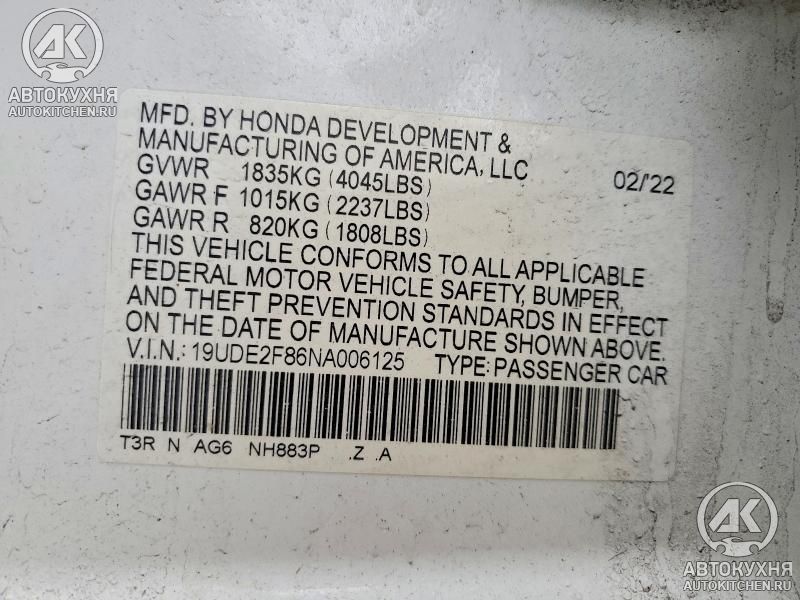 AK
АВТОКУХНЯ
AUTOKITCHEN.RU
MFD. BY HONDA DEVELOPMENT &
MANUFACTURING OF AMERICA, LLC
GVWR 1835KG (4045LBS) 02/'22
GAWR F 1015KG (2237LBS)
GAWR R 820KG (1808LBS)
THIS VEHICLE CONFORMS TO ALL APPLICABLE
FEDERAL MOTOR VEHICLE SAFETY, BUMPER,
AND THEFT PREVENTION STANDARDS IN EFFECT
ON THE DATE OF MANUFACTURE SHOWN ABOVE.
V.I.N.: 19UDE2F86NA006125 TYPE: PASSENGER CAR
T3R N AG6 NH883P .Z .A
AK
АВТОКУХНЯ
AUTOKITCHEN.RU